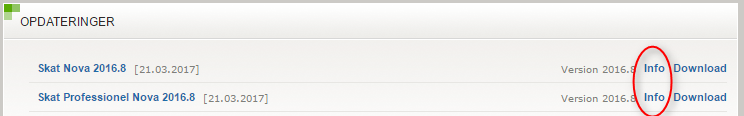 OPDATERINGER
Skat Nova 2016.8 [21.03.2017] Version 2016.8 Info Download
Skat Professionel Nova 2016.8 [21.03.2017] Version 2016.8 Info Download